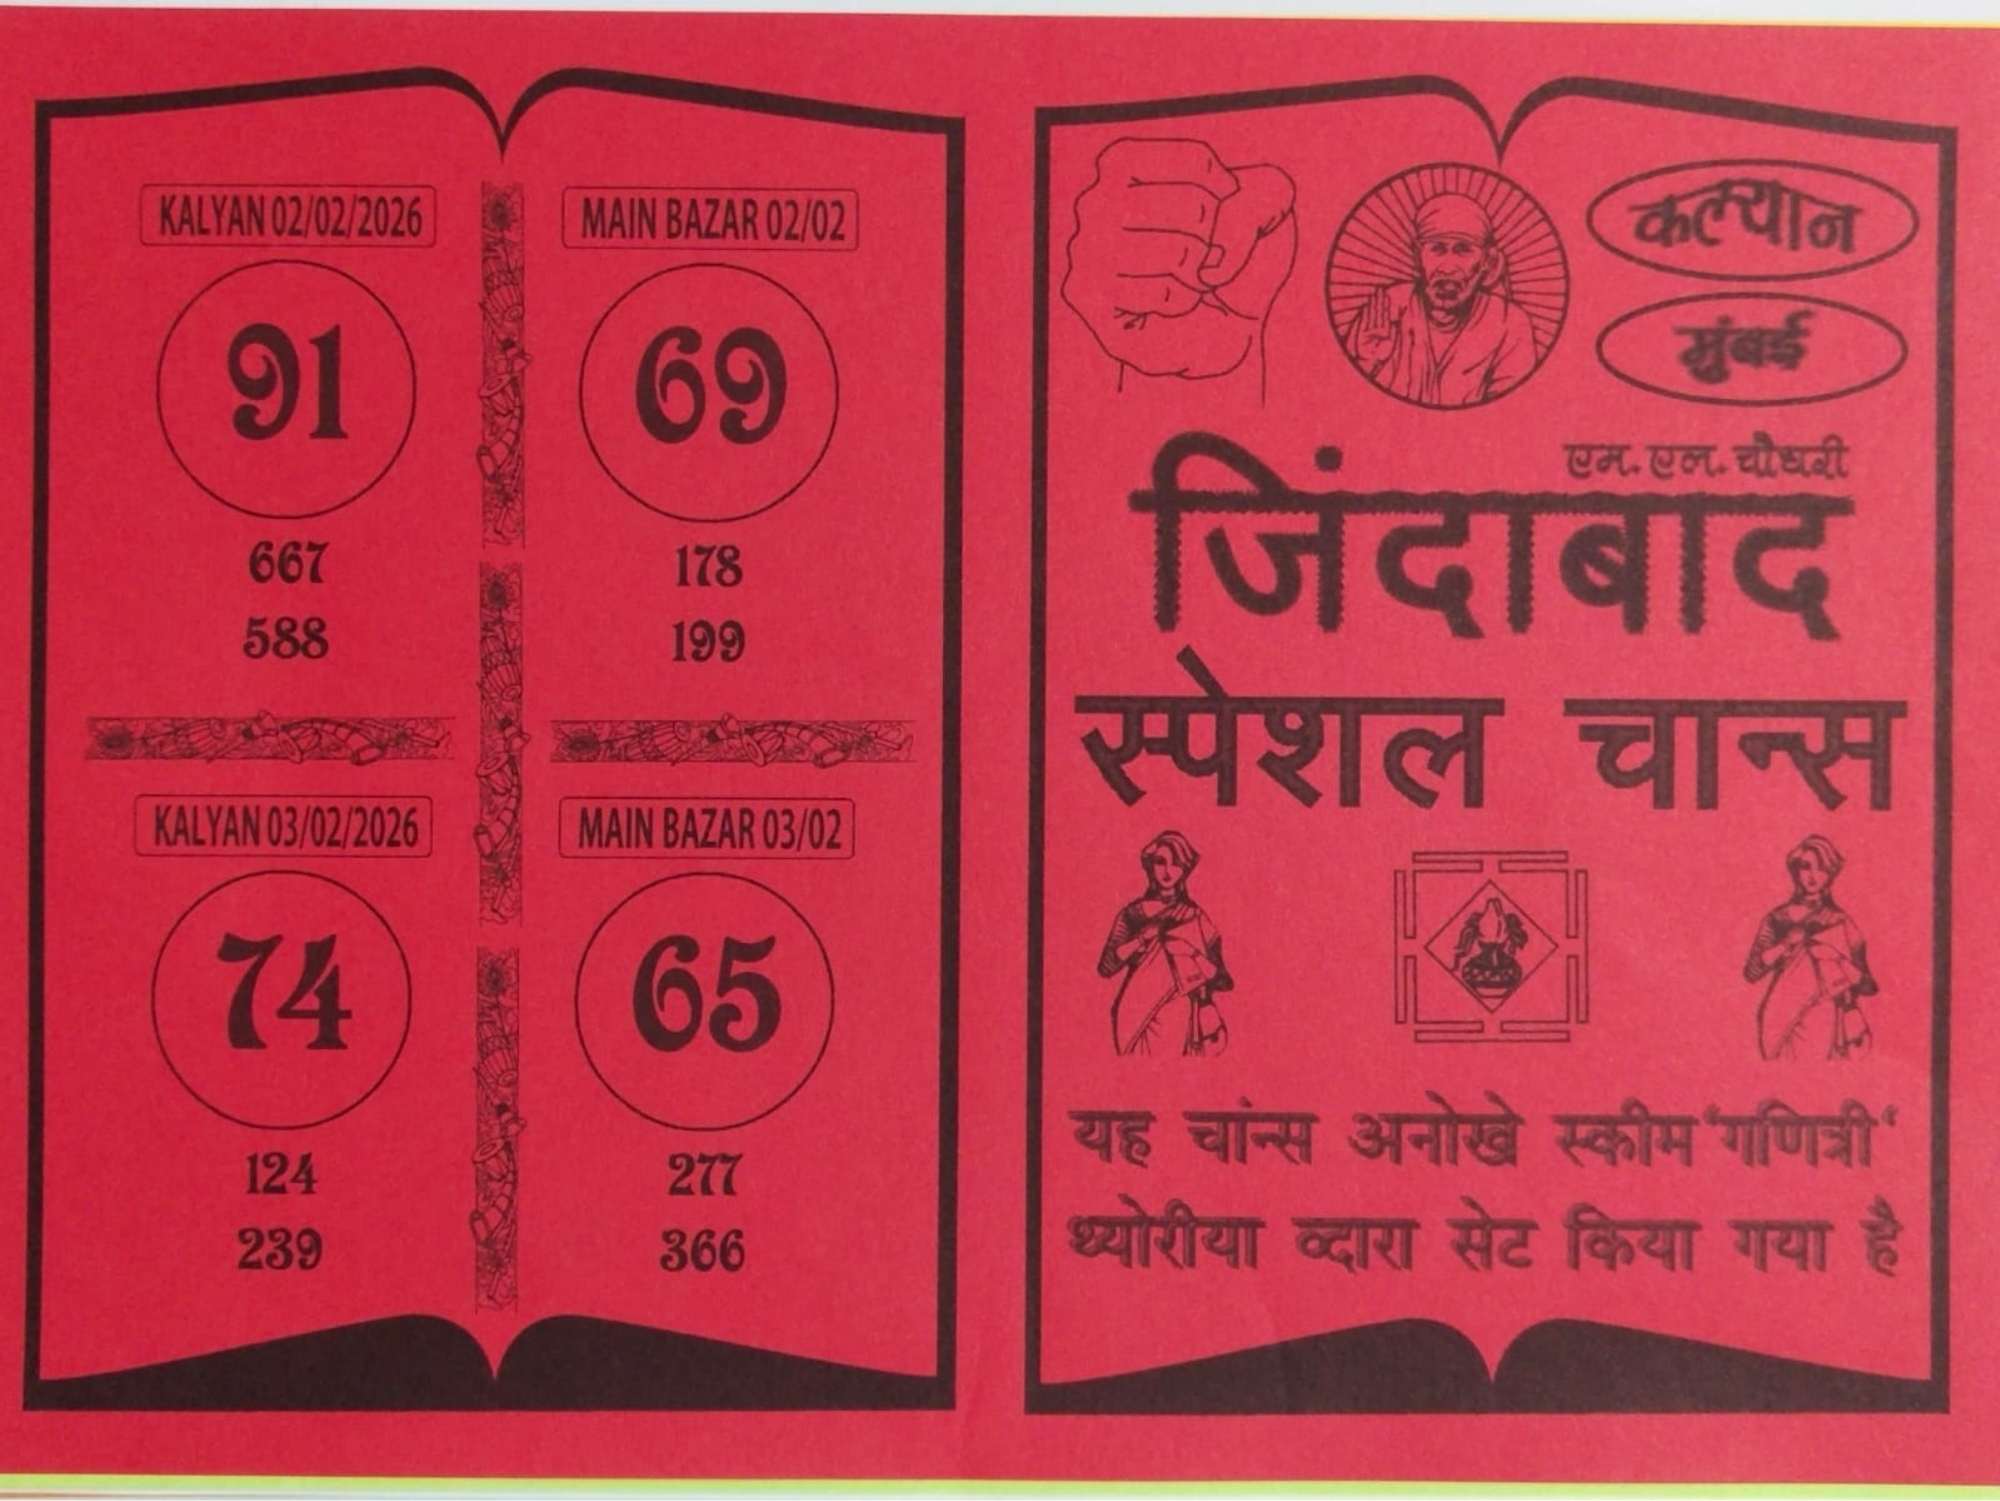 KALYAN 02/02/2026
91
667
588
MAIN BAZAR 02/02
69
178
199
KALYAN 03/02/2026
74
124
239
MAIN BAZAR 03/02
65
277
366
कल्यान
मुंबई
एम. एल. चौधरी
जिंदाबाद
स्पेशल चान्स
यह चांन्स अनोखे स्कीम ‘गणित्री‘
थ्योरीया व्दारा सेट किया गया है